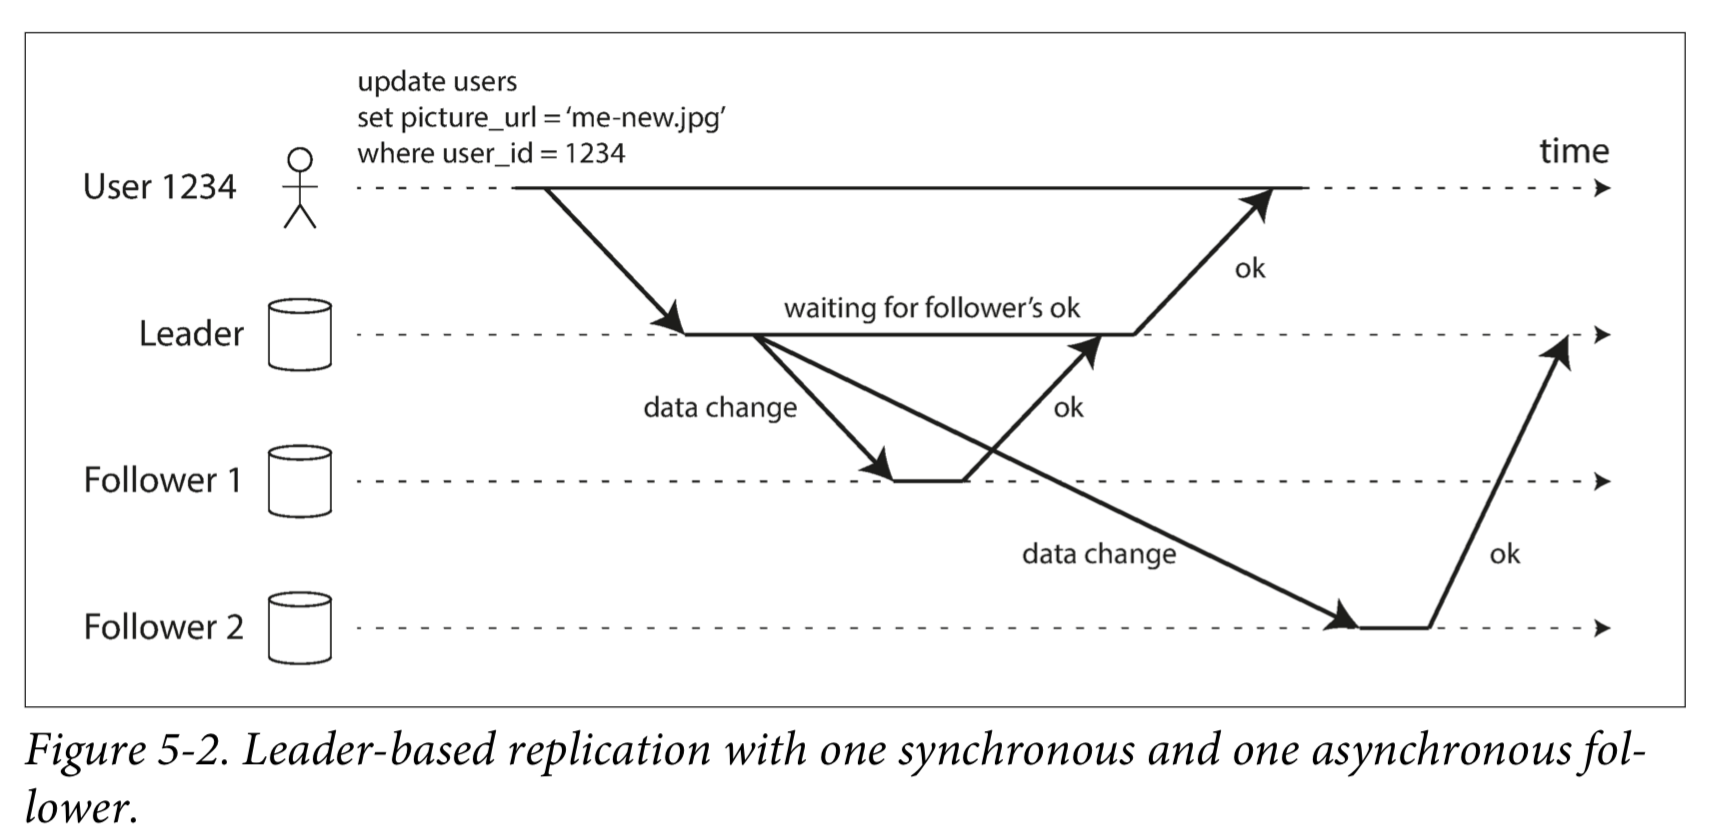 update users
set picture_url = ‘me-new.jpg’
where user_id = 1234
time
User 1234
ok
waiting for follower’s ok
Leader
data change
ok
Follower 1
data change
ok
Follower 2
Figure 5-2. Leader-based replication with one synchronous and one asynchronous fol-
lower.